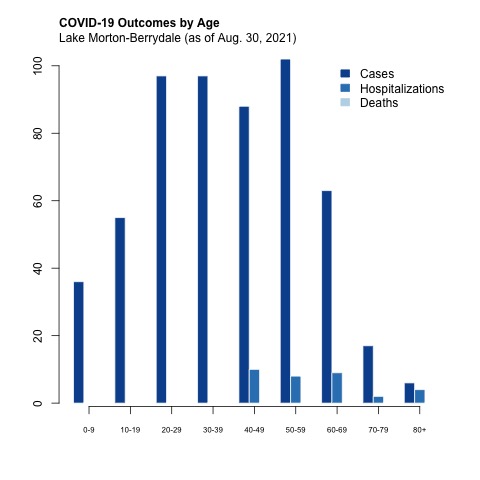 COVID-19 Outcomes by Age
Lake Morton-Berrydale (as of Aug. 30, 2021)
Cases
Hospitalizations
Deaths
100
80
60
40
20
0
0-9 10-19 20-29 30-39 40-49 50-59 60-69 70-79 80+